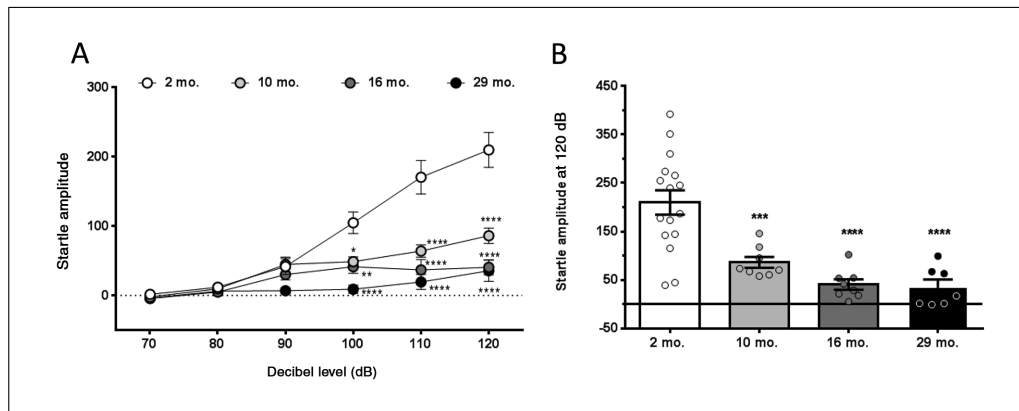 A
2 mo. 10 mo. 16 mo. 29 mo.
300
200
100
0
Startle amplitude
*
**
****
****
****
****
****
****
****
70 80 90 100 110 120
Decibel level (dB)
B
Startle amplitude at 120 dB
450
350
250
150
50
-50
***
****
****
2 mo. 10 mo. 16 mo. 29 mo.